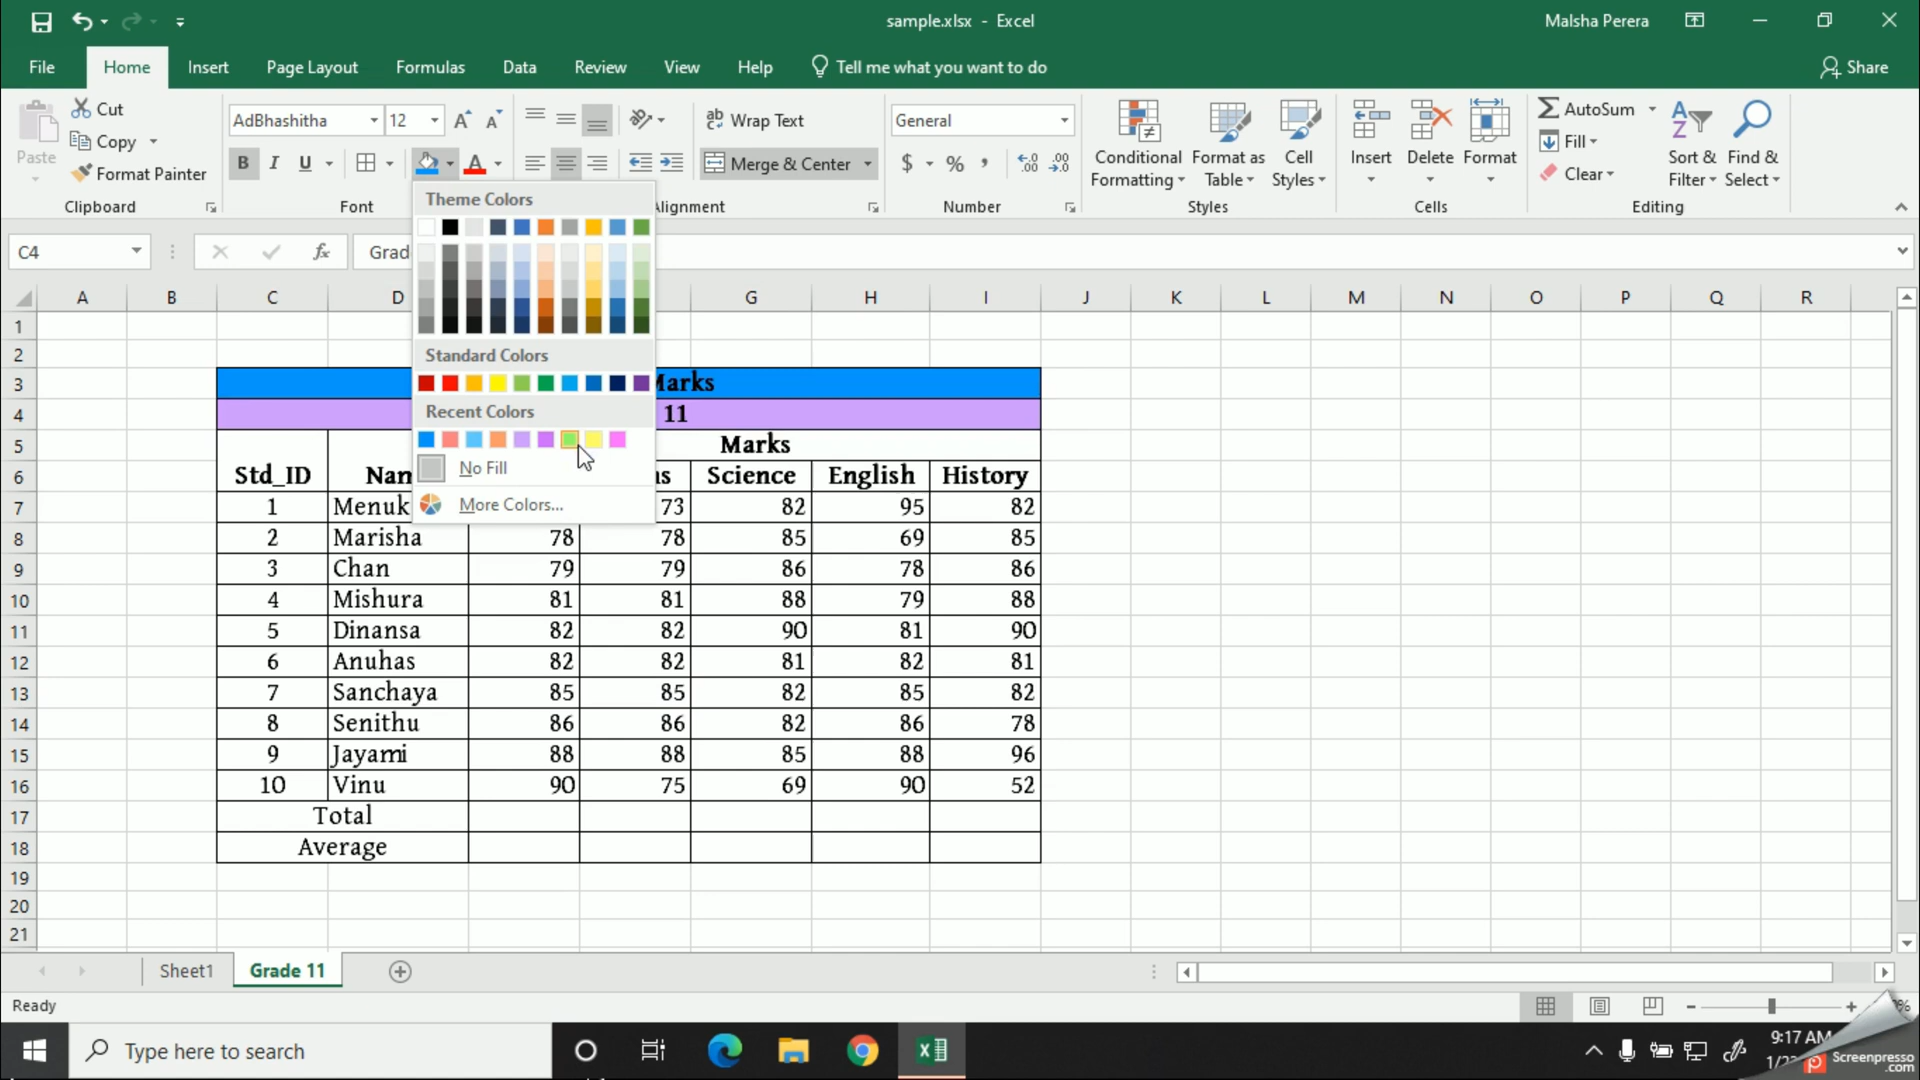 sample.xlsx - Excel
Malsha Perera
File Home Insert Page Layout Formulas Data Review View Help Tell me what you want to do Share
Paste
Cut
Copy
Format Painter
Clipboard
AdBhashitha 12
B I U
Font
Wrap Text
Merge & Center
Alignment
General
$ % ,
Number
Conditional Formatting
Format as Table
Cell Styles
Styles
Insert
Delete
Format
Cells
AutoSum
Fill
Clear
Sort & Filter
Find & Select
Editing
C4
Theme Colors
Standard Colors
Recent Colors
No Fill
More Colors...
A B C D G H I J K L M N O P Q R
1
2
3 Marks
4 11
5 Marks
6 Std_ID Science English History
7 1 73 82 95 82
8 2 Marisha 78 78 85 69 85
9 3 Chan 79 79 86 78 86
10 4 Mishura 81 81 88 79 88
11 5 Dinansa 82 82 90 81 90
12 6 Anuhas 82 82 81 82 81
13 7 Sanchaya 85 85 82 85 82
14 8 Senithu 86 86 82 86 78
15 9 Jayami 88 88 85 88 96
16 10 Vinu 90 75 69 90 52
17 Total
18 Average
19
20
21
Sheet1 Grade 11
Ready
Type here to search
9:17 AM
Screenpresso
.com